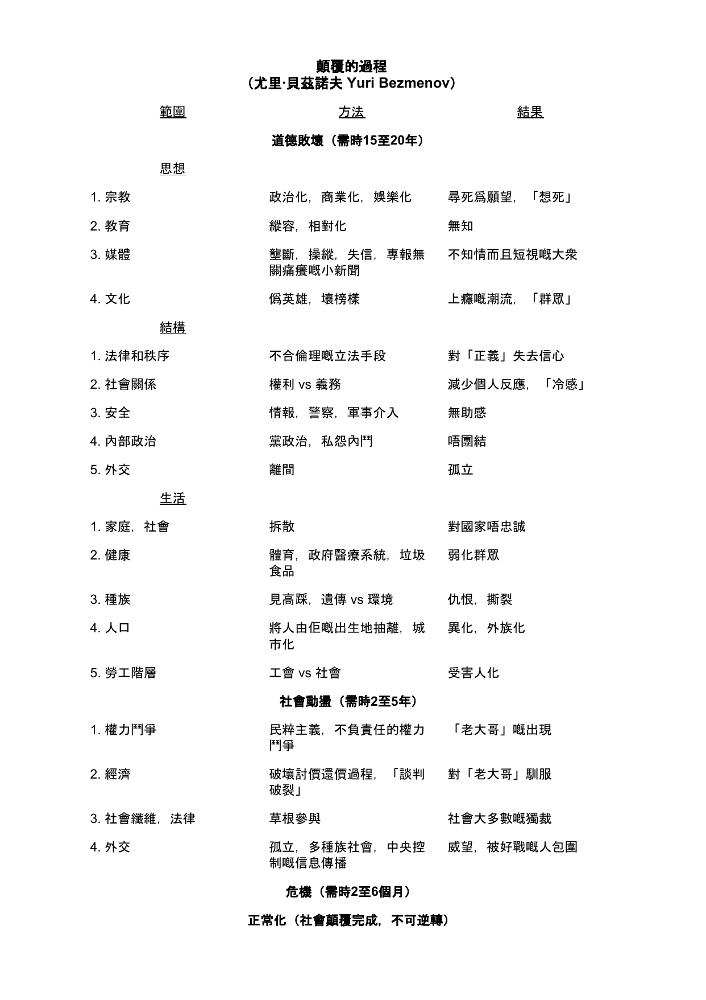 顛覆的過程
（尤里·貝茲諾夫 Yuri Bezmenov）
範圍 方法 結果
道德敗壞（需時15至20年）
思想
1. 宗教 政治化，商業化，娛樂化 尋死爲願望，「想死」
2. 教育 縱容，相對化 無知
3. 媒體 壟斷，操縱，失信，專報無 不知情而且短視嘅大衆
關痛癢嘅小新聞
4. 文化 僞英雄，壞榜樣 上癮嘅潮流，「群眾」
結構
1. 法律和秩序 不合倫理嘅立法手段 對「正義」失去信心
2. 社會關係 權利 vs 義務 減少個人反應，「冷感」
3. 安全 情報，警察，軍事介入 無助感
4. 內部政治 黨政治，私怨內鬥 唔團結
5. 外交 離間 孤立
生活
1. 家庭，社會 拆散 對國家唔忠誠
2. 健康 體育，政府醫療系統，垃圾 弱化群眾
食品
3. 種族 見高踩，遺傳 vs 環境 仇恨，撕裂
4. 人口 將人由佢嘅出生地抽離，城 異化，外族化
市化
5. 勞工階層 工會 vs 社會 受害人化
社會動盪（需時2至5年）
1. 權力鬥爭 民粹主義，不負責任的權力 「老大哥」嘅出現
鬥爭
2. 經濟 破壞討價還價過程，「談判 對「老大哥」馴服
破裂」
3. 社會纖維，法律 草根參與 社會大多數嘅獨裁
4. 外交 孤立，多種族社會，中央控 威望，被好戰嘅人包圍
制嘅信息傳播
危機（需時2至6個月）
正常化（社會顛覆完成，不可逆轉）